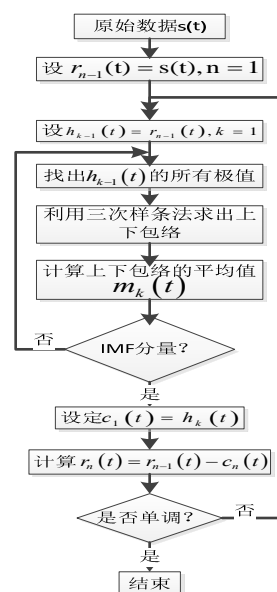 原始数据s(t)
设 r_{n-1}(t) = s(t), n = 1
设 h_{k-1}(t) = r_{n-1}(t), k = 1
找出h_{k-1}(t)的所有极值
利用三次样条法求出上
下包络
计算上下包络的平均值
m_k(t)
否
IMF分量?
是
设定c_1(t) = h_k(t)
计算r_n(t) = r_{n-1}(t) - c_n(t)
是否单调?
否
是
结束